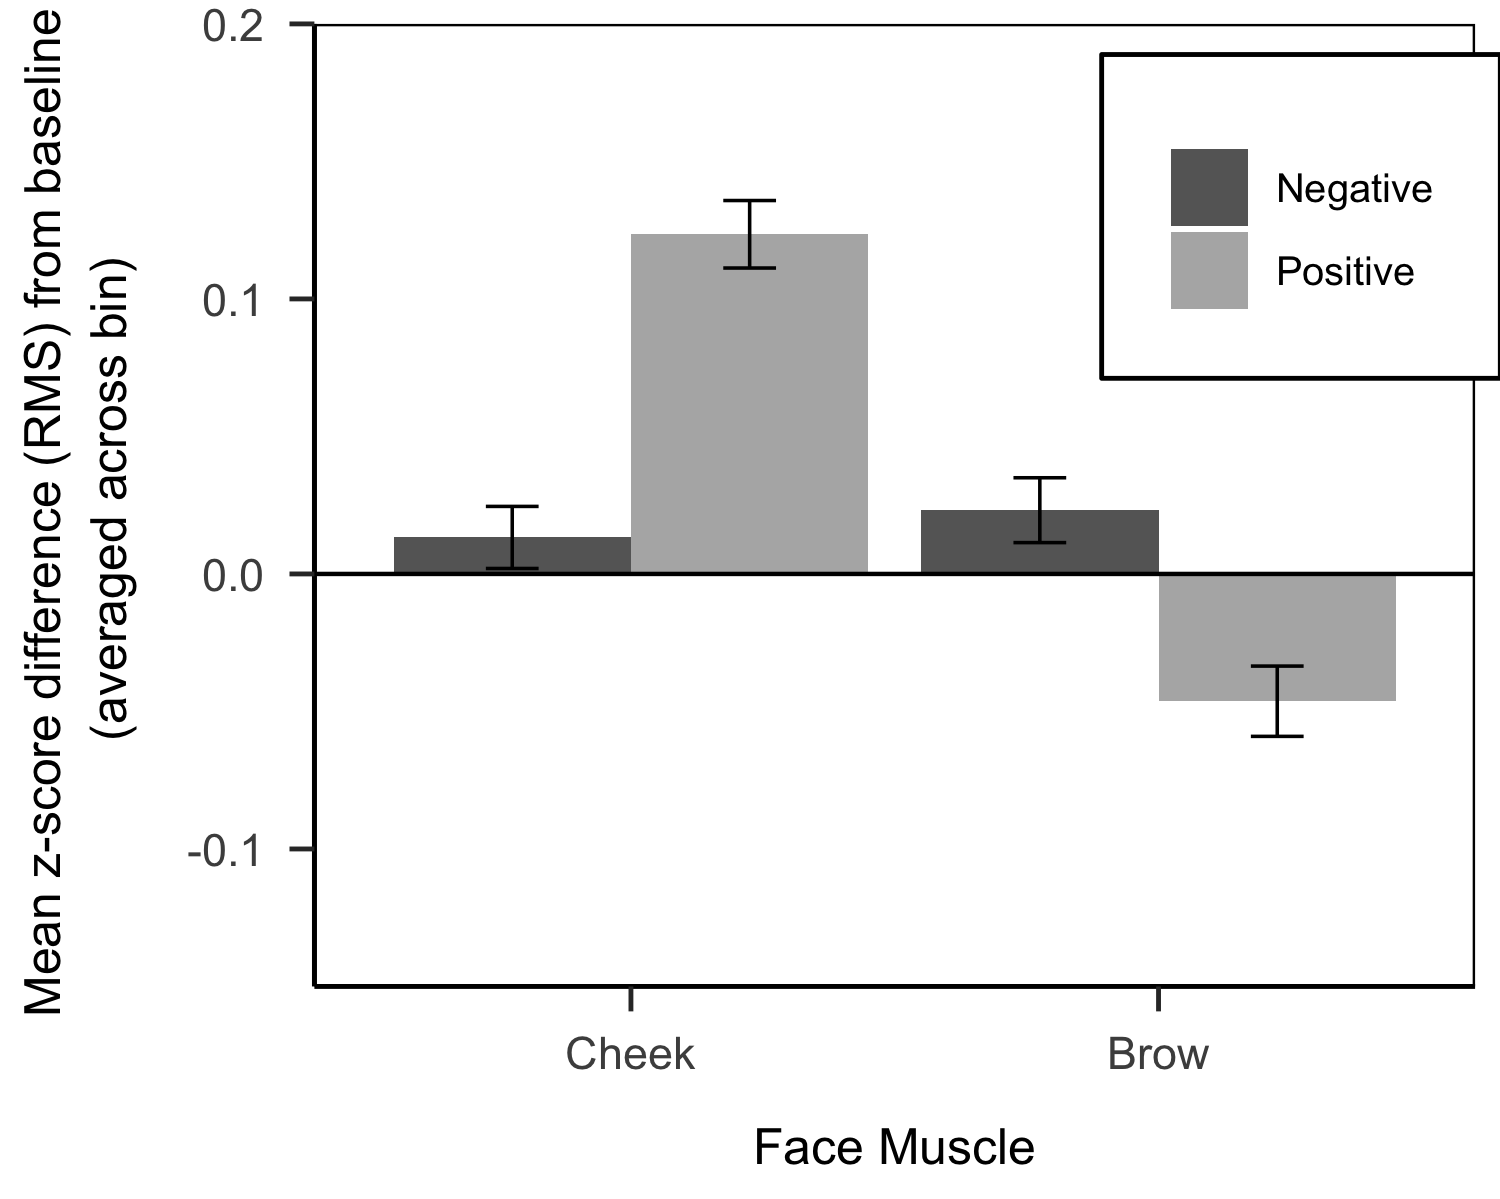 Mean z-score difference (RMS) from baseline
(averaged across bin)
0.2
0.1
0.0
-0.1
Negative
Positive
Cheek
Brow
Face Muscle